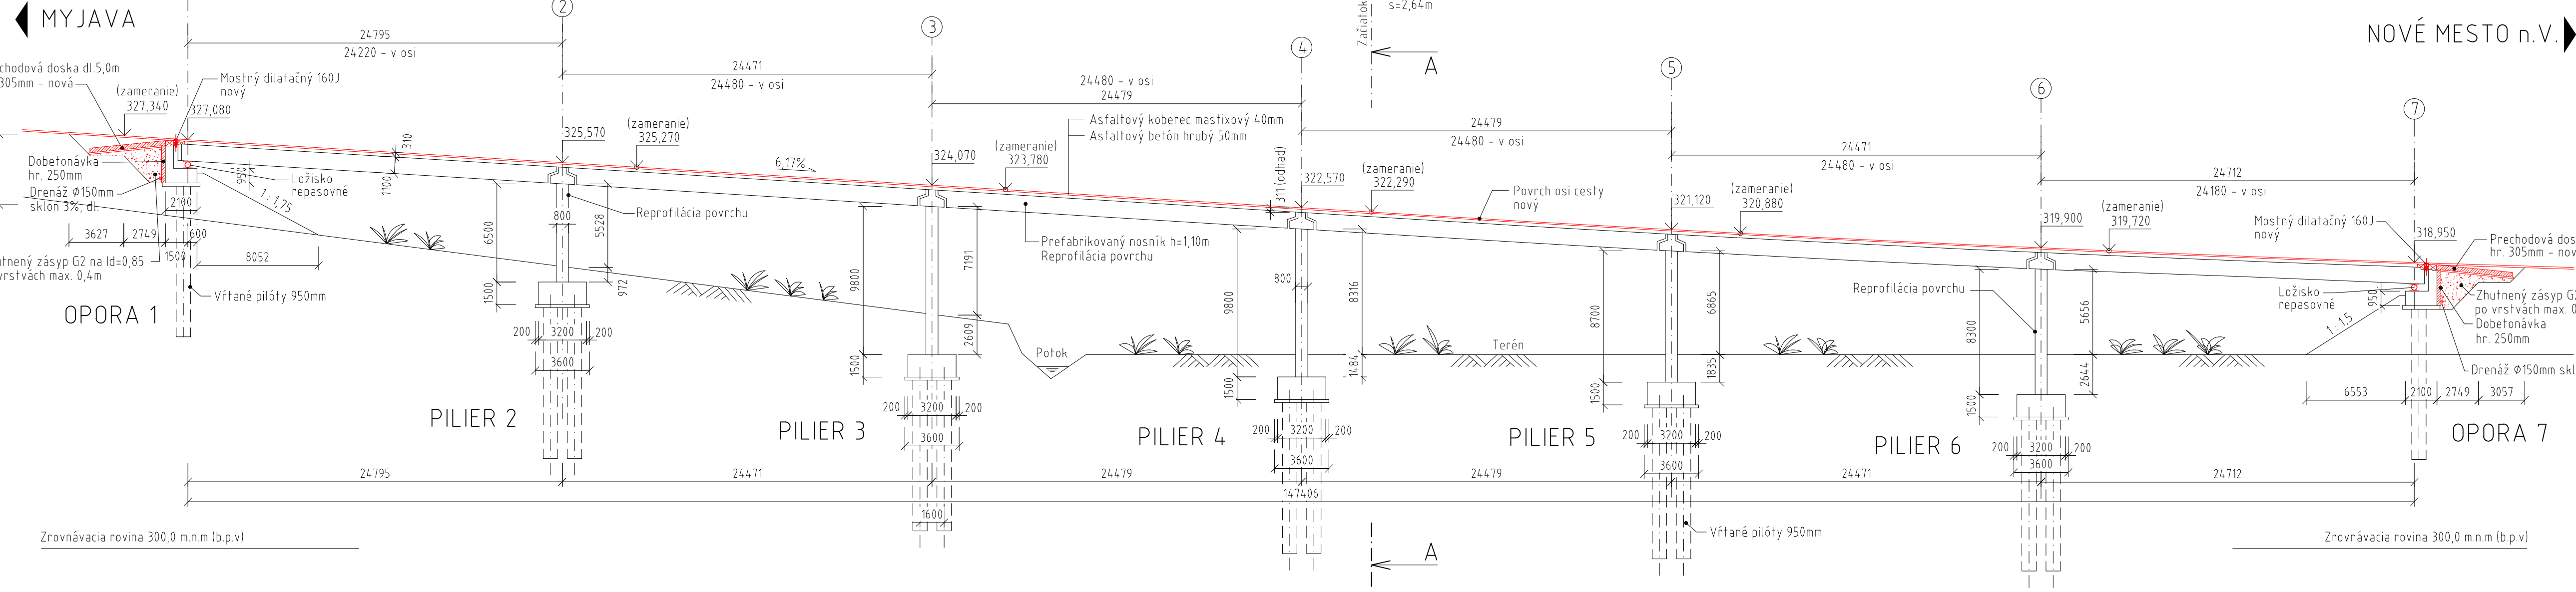 MYJAVA
NOVÉ MESTO n.V.
2
3
4
5
6
7
Začiatok
s=2,64m
A
24795
24220 - v osi
24471
24480 - v osi
24480 - v osi
24479
24479
24480 - v osi
24471
24480 - v osi
24712
24180 - v osi
chodová doska dl.5,0m
305mm - nová
(zameranie)
327,340
Mostný dilatačný 160J
nový
327,080
310
1100
950
Dobetonávka
hr. 250mm
Drenáž Ø150mm
sklon 3%, dl.
Ložisko
repasovné
1: 1,75
2100
3627
2749
600
1500
8052
utnený zásyp G2 na Id=0,85
vrstvách max. 0,4m
Vŕtané pilóty 950mm
OPORA 1
325,570
(zameranie)
325,270
6,17%
800
6500
5528
972
1500
Reprofilácia povrchu
200
3200
200
3600
PILIER 2
324,070
(zameranie)
323,780
Asfaltový koberec mastixový 40mm
Asfaltový betón hrubý 50mm
Prefabrikovaný nosník h=1,10m
Reprofilácia povrchu
9800
7191
2609
1500
Potok
200
3200
200
3600
1600
PILIER 3
311 (odhad)
322,570
(zameranie)
322,290
Povrch osi cesty
nový
800
9800
8316
1484
1500
200
3200
200
3600
PILIER 4
Terén
321,120
(zameranie)
320,880
8700
6865
1835
1500
200
3200
200
3600
PILIER 5
Vŕtané pilóty 950mm
319,900
(zameranie)
319,720
Reprofilácia povrchu
8300
5656
2644
1500
200
3200
200
3600
PILIER 6
Mostný dilatačný 160J
nový
318,950
Prechodová dos
hr. 305mm - nov
Ložisko
repasovné
950
1: 1,5
Zhutnený zásyp G2
po vrstvách max. 0
Dobetonávka
hr. 250mm
Drenáž Ø150mm skl
6553
2100
2749
3057
OPORA 7
24795
24471
24479
24479
24471
24712
147406
A
Zrovnávacia rovina 300,0 m.n.m (b.p.v)
Zrovnávacia rovina 300,0 m.n.m (b.p.v)